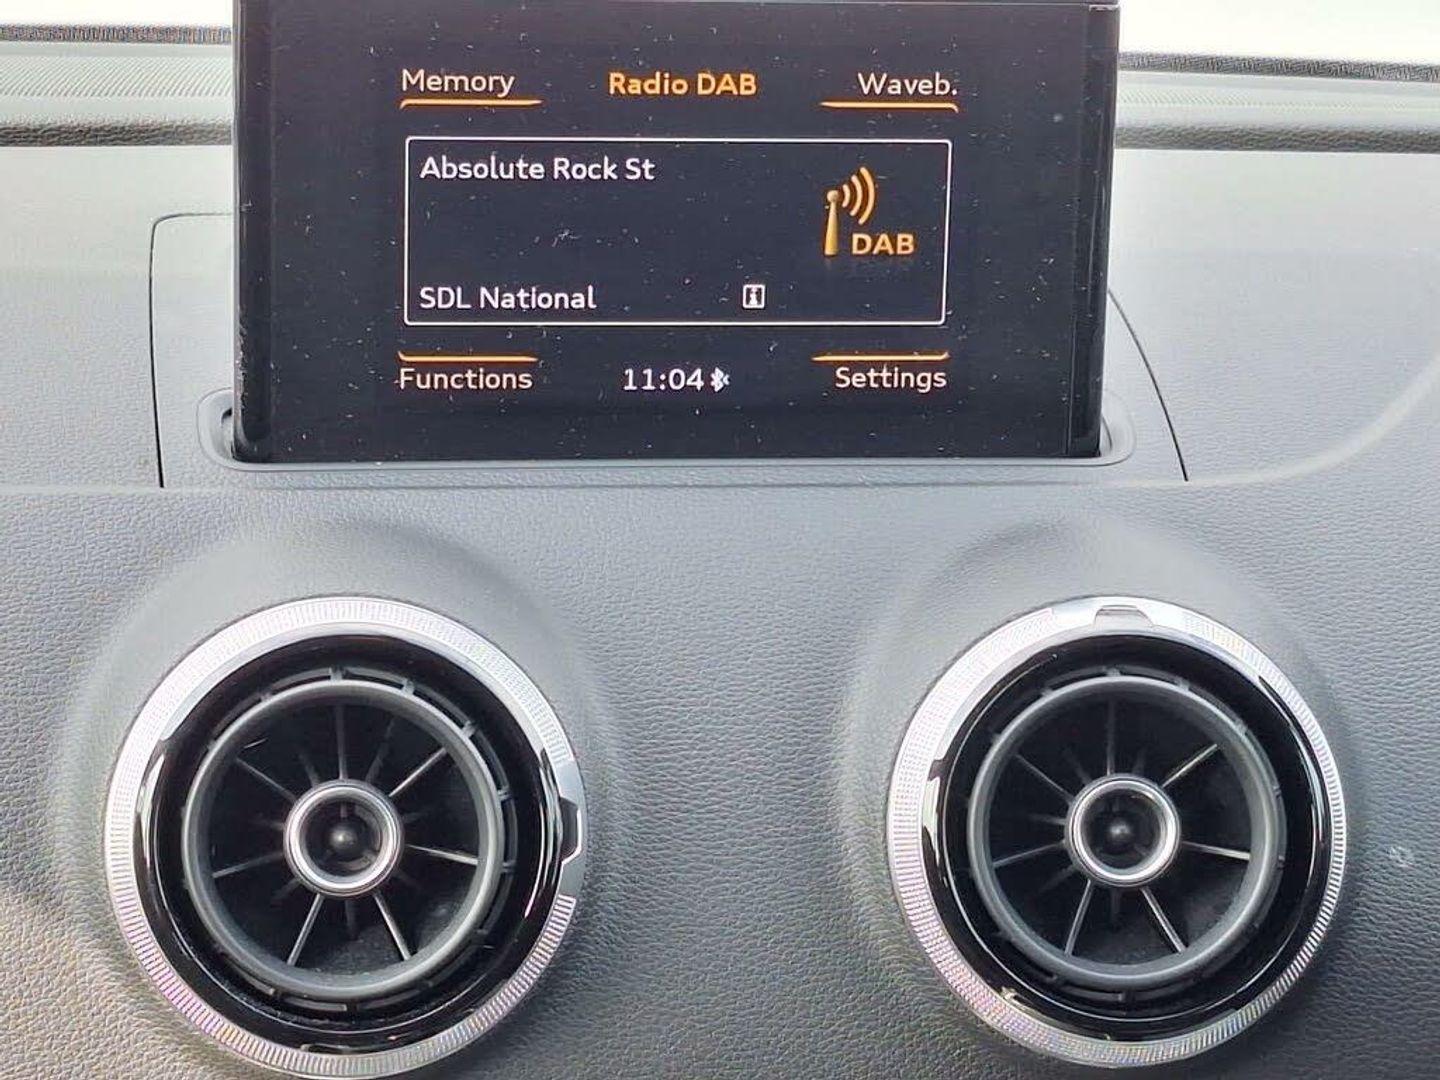 Memory Radio DAB Waveb.
Absolute Rock St
DAB
SDL National
Functions 11:04 Settings